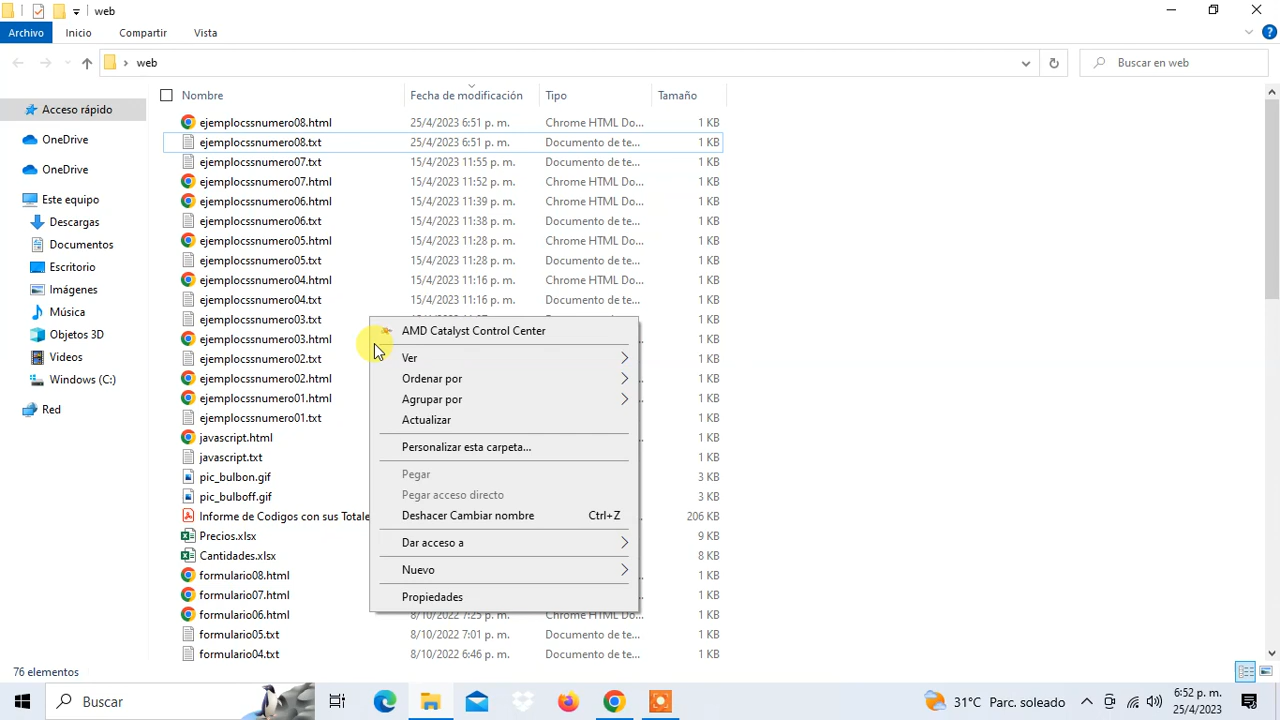 web
Archivo Inicio Compartir Vista
web Buscar en web
Nombre Fecha de modificación Tipo Tamaño
Acceso rápido
OneDrive
OneDrive
Este equipo
Descargas
Documentos
Escritorio
Imágenes
Música
Objetos 3D
Videos
Windows (C:)
Red
ejemplocssnumero08.html 25/4/2023 6:51 p. m. Chrome HTML Do... 1 KB
ejemplocssnumero08.txt 25/4/2023 6:51 p. m. Documento de te... 1 KB
ejemplocssnumero07.txt 15/4/2023 11:55 p. m. Documento de te... 1 KB
ejemplocssnumero07.html 15/4/2023 11:52 p. m. Chrome HTML Do... 1 KB
ejemplocssnumero06.html 15/4/2023 11:39 p. m. Chrome HTML Do... 1 KB
ejemplocssnumero06.txt 15/4/2023 11:38 p. m. Documento de te... 1 KB
ejemplocssnumero05.html 15/4/2023 11:28 p. m. Chrome HTML Do... 1 KB
ejemplocssnumero05.txt 15/4/2023 11:28 p. m. Documento de te... 1 KB
ejemplocssnumero04.html 15/4/2023 11:16 p. m. Chrome HTML Do... 1 KB
ejemplocssnumero04.txt 15/4/2023 11:16 p. m. Documento de te... 1 KB
ejemplocssnumero03.txt 1 KB
ejemplocssnumero03.html 1 KB
ejemplocssnumero02.txt 1 KB
ejemplocssnumero02.html 1 KB
ejemplocssnumero01.html 1 KB
ejemplocssnumero01.txt 1 KB
javascript.html 1 KB
javascript.txt 1 KB
pic_bulbon.gif 3 KB
pic_bulboff.gif 3 KB
Informe de Codigos con sus Totale 206 KB
Precios.xlsx 9 KB
Cantidades.xlsx 8 KB
formulario08.html 1 KB
formulario07.html 1 KB
formulario06.html 8/10/2022 7:25 p. m. Chrome HTML Do... 1 KB
formulario05.txt 8/10/2022 7:01 p. m. Documento de te... 1 KB
formulario04.txt 8/10/2022 6:46 p. m. Documento de te... 1 KB
AMD Catalyst Control Center
Ver
Ordenar por
Agrupar por
Actualizar
Personalizar esta carpeta...
Pegar
Pegar acceso directo
Deshacer Cambiar nombre Ctrl+Z
Dar acceso a
Nuevo
Propiedades
76 elementos
Buscar
31°C Parc. soleado
6:52 p. m.
25/4/2023